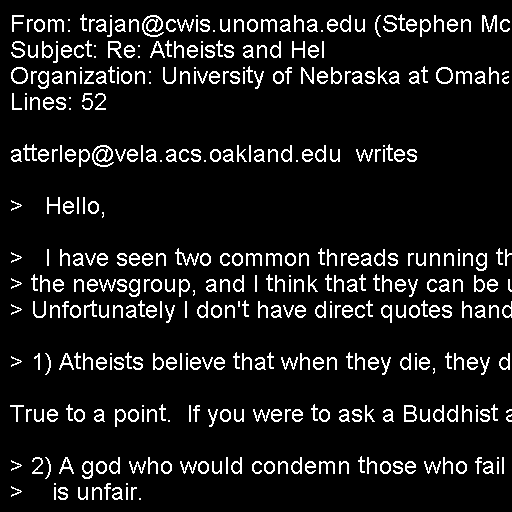 From: trajan@cwis.unomaha.edu (Stephen Mc
Subject: Re: Atheists and Hel
Organization: University of Nebraska at Omaha
Lines: 52
atterlep@vela.acs.oakland.edu  writes
>   Hello,
>   I have seen two common threads running th
> the newsgroup, and I think that they can be u
> Unfortunately I don't have direct quotes hand
> 1) Atheists believe that when they die, they d
True to a point.  If you were to ask a Buddhist a
> 2) A god who would condemn those who fail
>    is unfair.